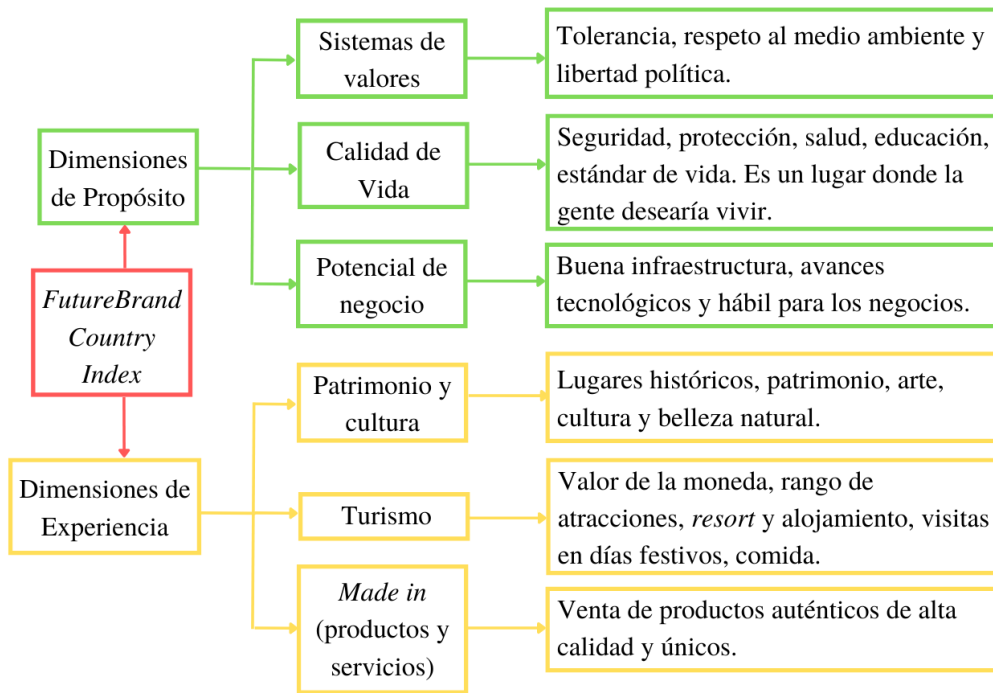 Sistemas de
valores
Tolerancia, respeto al medio ambiente y
libertad política.
Dimensiones
de Propósito
Calidad de
Vida
Seguridad, protección, salud, educación,
estándar de vida. Es un lugar donde la
gente desearía vivir.
Potencial de
negocio
Buena infraestructura, avances
tecnológicos y hábil para los negocios.
FutureBrand
Country
Index
Patrimonio y
cultura
Lugares históricos, patrimonio, arte,
cultura y belleza natural.
Dimensiones de
Experiencia
Turismo
Valor de la moneda, rango de
atracciones, resort y alojamiento, visitas
en días festivos, comida.
Made in
(productos y
servicios)
Venta de productos auténticos de alta
calidad y únicos.